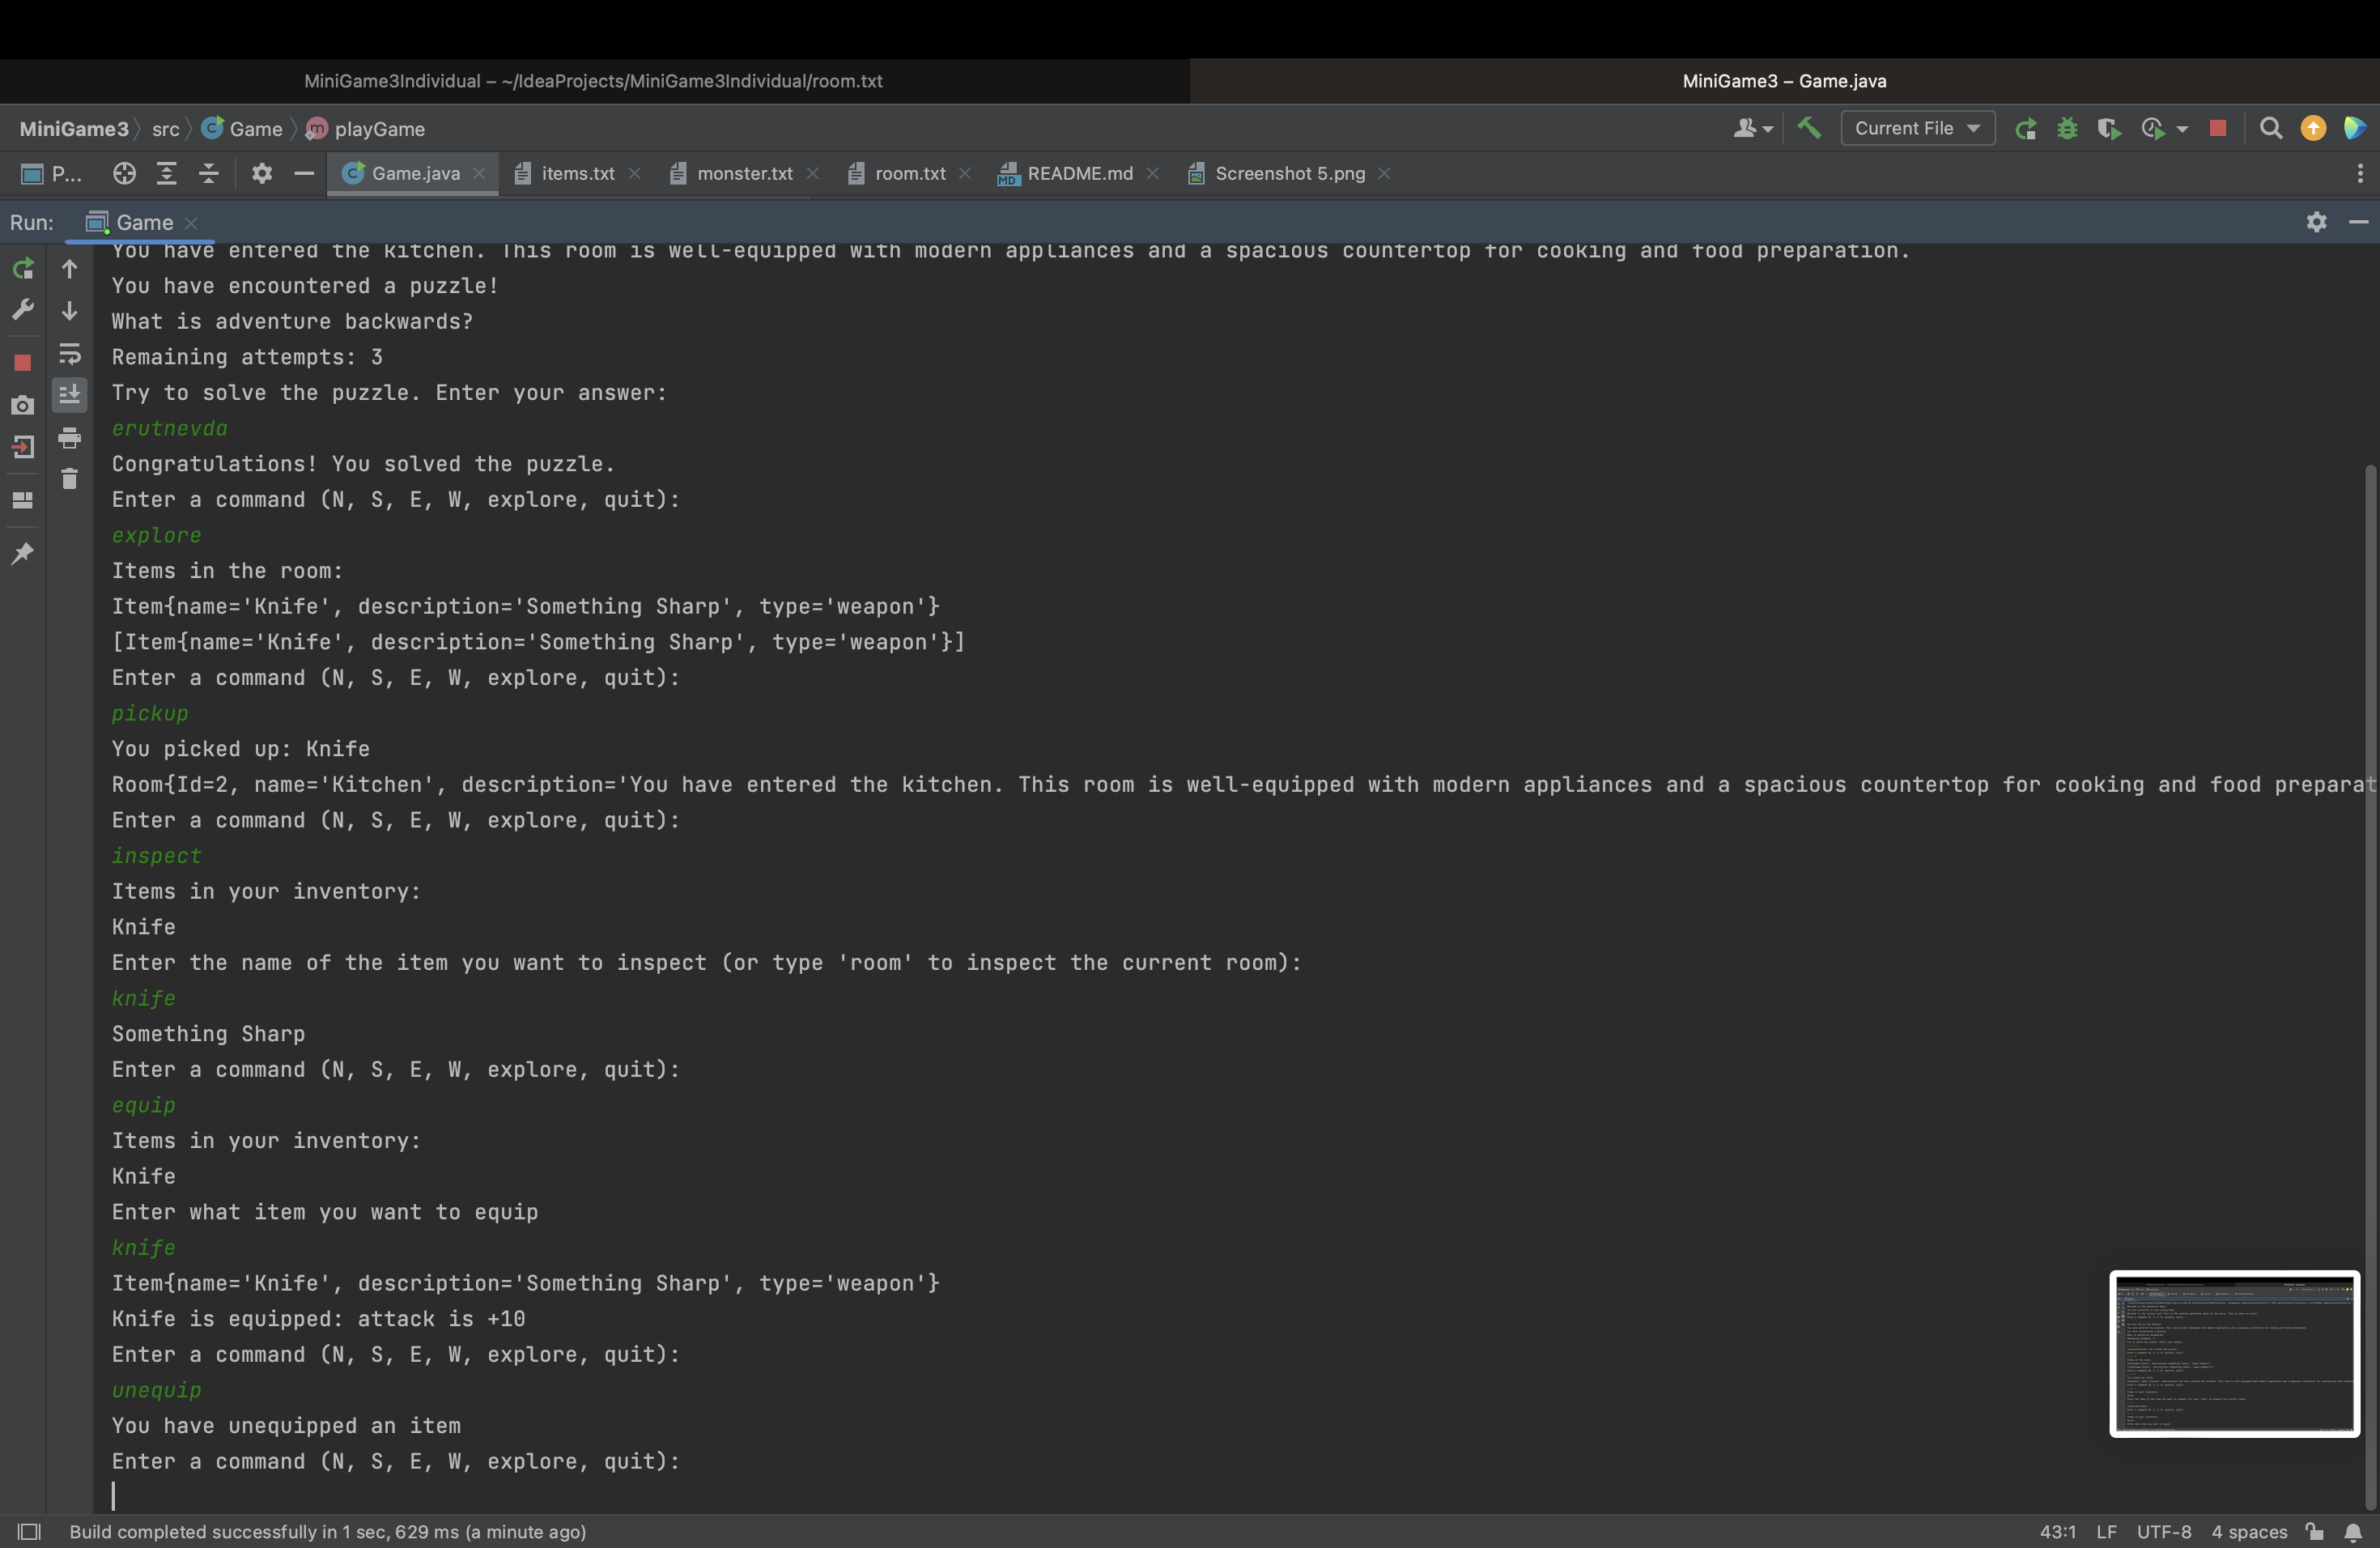 MiniGame3Individual – ~/IdeaProjects/MiniGame3Individual/room.txt
MiniGame3 – Game.java
MiniGame3 src Game playGame
Current File
P...
Game.java
items.txt
monster.txt
room.txt
README.md
Screenshot 5.png
Run: Game
You have entered the kitchen. This room is well-equipped with modern appliances and a spacious countertop for cooking and food preparation.
You have encountered a puzzle!
What is adventure backwards?
Remaining attempts: 3
Try to solve the puzzle. Enter your answer:
erutnevda
Congratulations! You solved the puzzle.
Enter a command (N, S, E, W, explore, quit):
explore
Items in the room:
Item{name='Knife', description='Something Sharp', type='weapon'}
[Item{name='Knife', description='Something Sharp', type='weapon'}]
Enter a command (N, S, E, W, explore, quit):
pickup
You picked up: Knife
Room{Id=2, name='Kitchen', description='You have entered the kitchen. This room is well-equipped with modern appliances and a spacious countertop for cooking and food preparat
Enter a command (N, S, E, W, explore, quit):
inspect
Items in your inventory:
Knife
Enter the name of the item you want to inspect (or type 'room' to inspect the current room):
knife
Something Sharp
Enter a command (N, S, E, W, explore, quit):
equip
Items in your inventory:
Knife
Enter what item you want to equip
knife
Item{name='Knife', description='Something Sharp', type='weapon'}
Knife is equipped: attack is +10
Enter a command (N, S, E, W, explore, quit):
unequip
You have unequipped an item
Enter a command (N, S, E, W, explore, quit):
Build completed successfully in 1 sec, 629 ms (a minute ago)
43:1 LF UTF-8 4 spaces